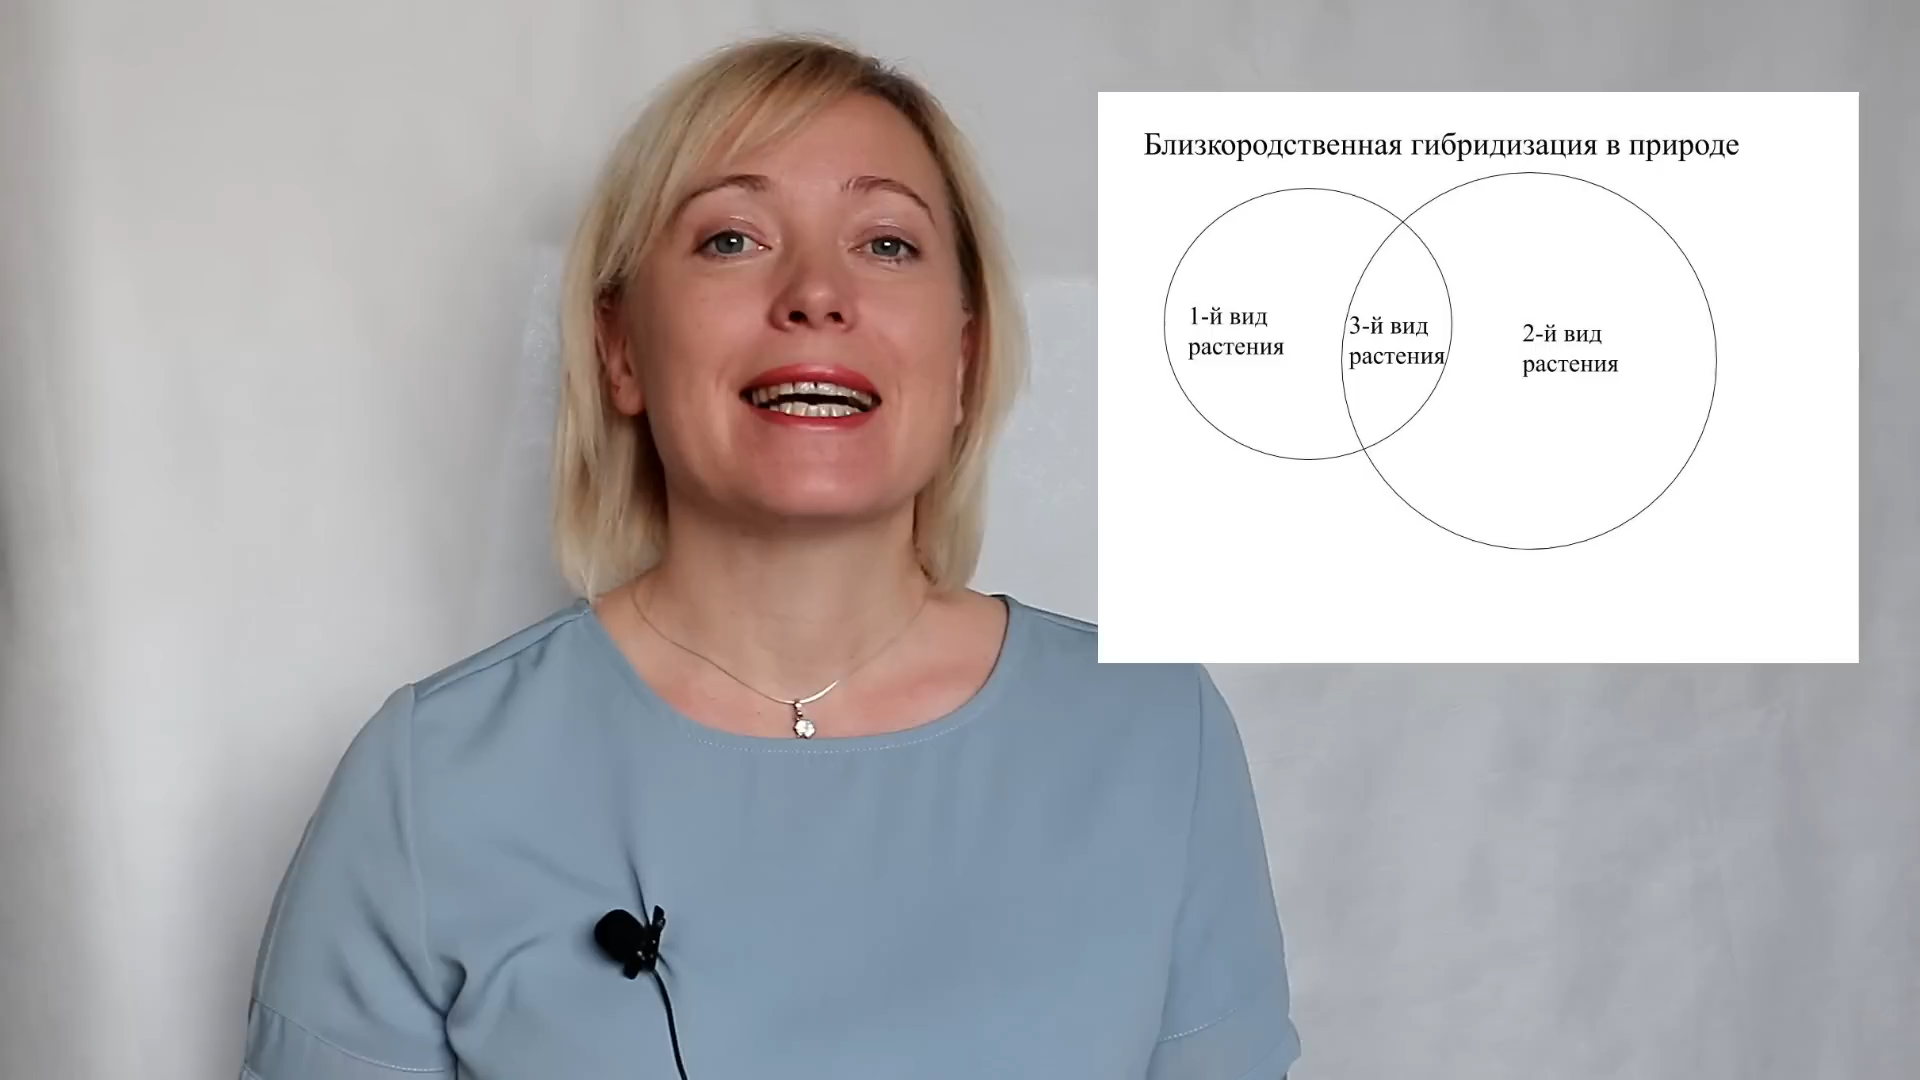 Близкородственная гибридизация в природе
1-й вид
растения
3-й вид
растения
2-й вид
растения